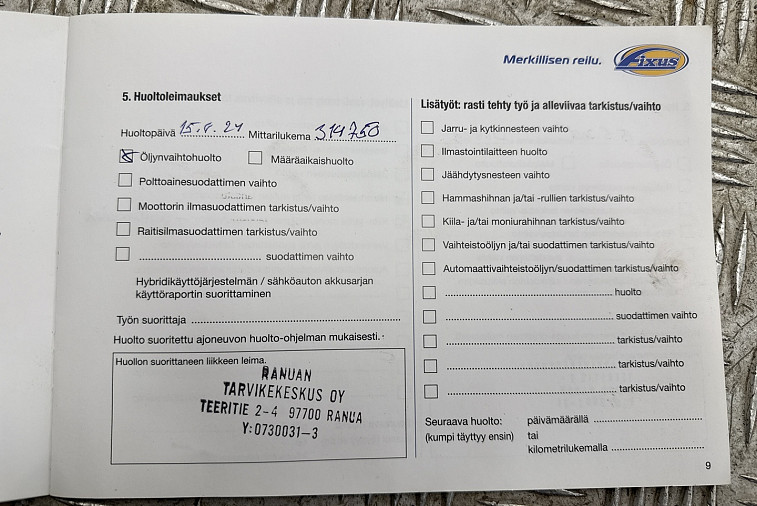 Merkillisen reilu. Fixus
5. Huoltoleimaukset
Huoltopäivä 15.8.24 Mittarilukema 314750
Öljynvaihtohuolto Määräaikaishuolto
Polttoainesuodattimen vaihto
Moottorin ilmasuodattimen tarkistus/vaihto
Raitisilmasuodattimen tarkistus/vaihto
suodattimen vaihto
Hybridikäyttöjärjestelmän / sähköauton akkusarjan
käyttöraportin suorittaminen
Työn suorittaja
Huolto suoritettu ajoneuvon huolto-ohjelman mukaisesti.
Huollon suorittaneen liikkeen leima.
RANUAN
TARVIKEKESKUS OY
TEERITIE 2-4 97700 RANUA
Y:0730031-3
Lisätyöt: rasti tehty työ ja alleviivaa tarkistus/vaihto
Jarru- ja kytkinnesteen vaihto
Ilmastointilaitteen huolto
Jäähdytysnesteen vaihto
Hammashihnan ja/tai -rullien tarkistus/vaihto
Kiila- ja/tai moniurahihnan tarkistus/vaihto
Vaihteistoöljyn ja/tai suodattimen tarkistus/vaihto
Automaattivaihteistoöljyn/suodattimen tarkistus/vaihto
huolto
suodattimen vaihto
tarkistus/vaihto
tarkistus/vaihto
tarkistus/vaihto
Seuraava huolto: päivämäärällä
(kumpi täyttyy ensin) tai
kilometrilukemalla
9